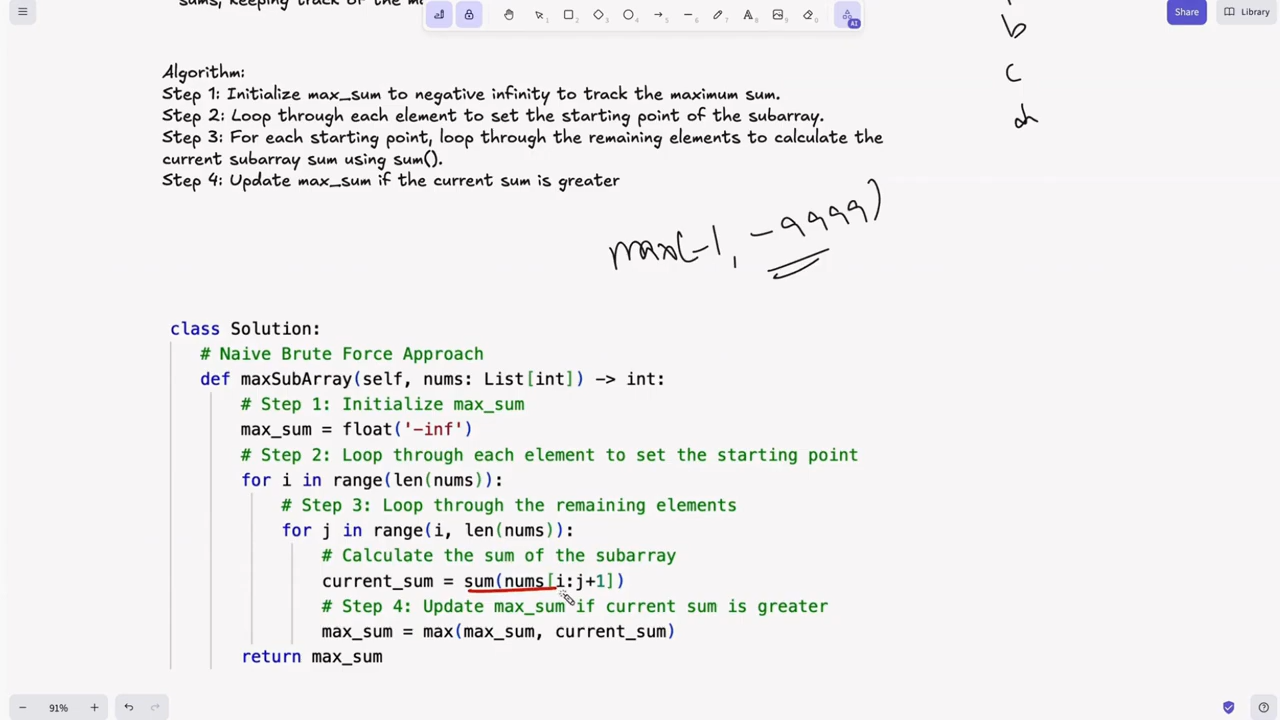 sums, keeping track of the
Share
Library
b
c
Algorithm:
Step 1: Initialize max_sum to negative infinity to track the maximum sum.
Step 2: Loop through each element to set the starting point of the subarray.
Step 3: For each starting point, loop through the remaining elements to calculate the
current subarray sum using sum().
Step 4: Update max_sum if the current sum is greater
max(-1, -9999)
class Solution:
# Naive Brute Force Approach
def maxSubArray(self, nums: List[int]) -> int:
# Step 1: Initialize max_sum
max_sum = float('-inf')
# Step 2: Loop through each element to set the starting point
for i in range(len(nums)):
# Step 3: Loop through the remaining elements
for j in range(i, len(nums)):
# Calculate the sum of the subarray
current_sum = sum(nums[i:j+1])
# Step 4: Update max_sum if current sum is greater
max_sum = max(max_sum, current_sum)
return max_sum
91%